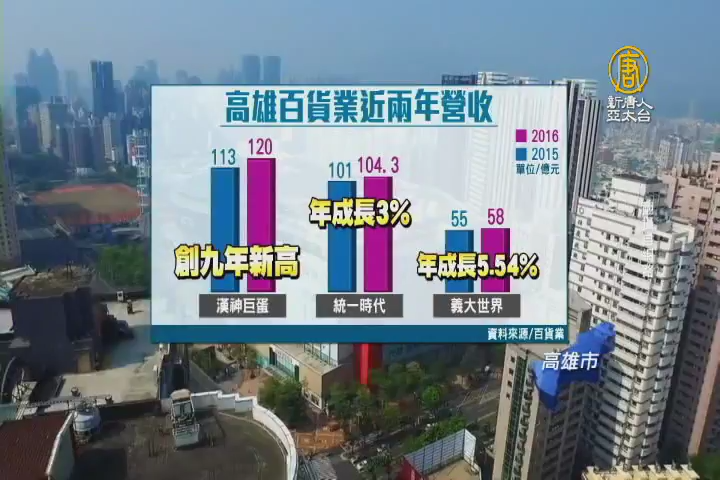 唐
新唐人
亞太台
高雄百貨業近兩年營收
2016
2015
單位/億元
113
120
101
104.3
55
58
創九年新高
年成長3%
年成長5.54%
漢神巨蛋
統一時代
義大世界
資料來源/百貨業
高雄市